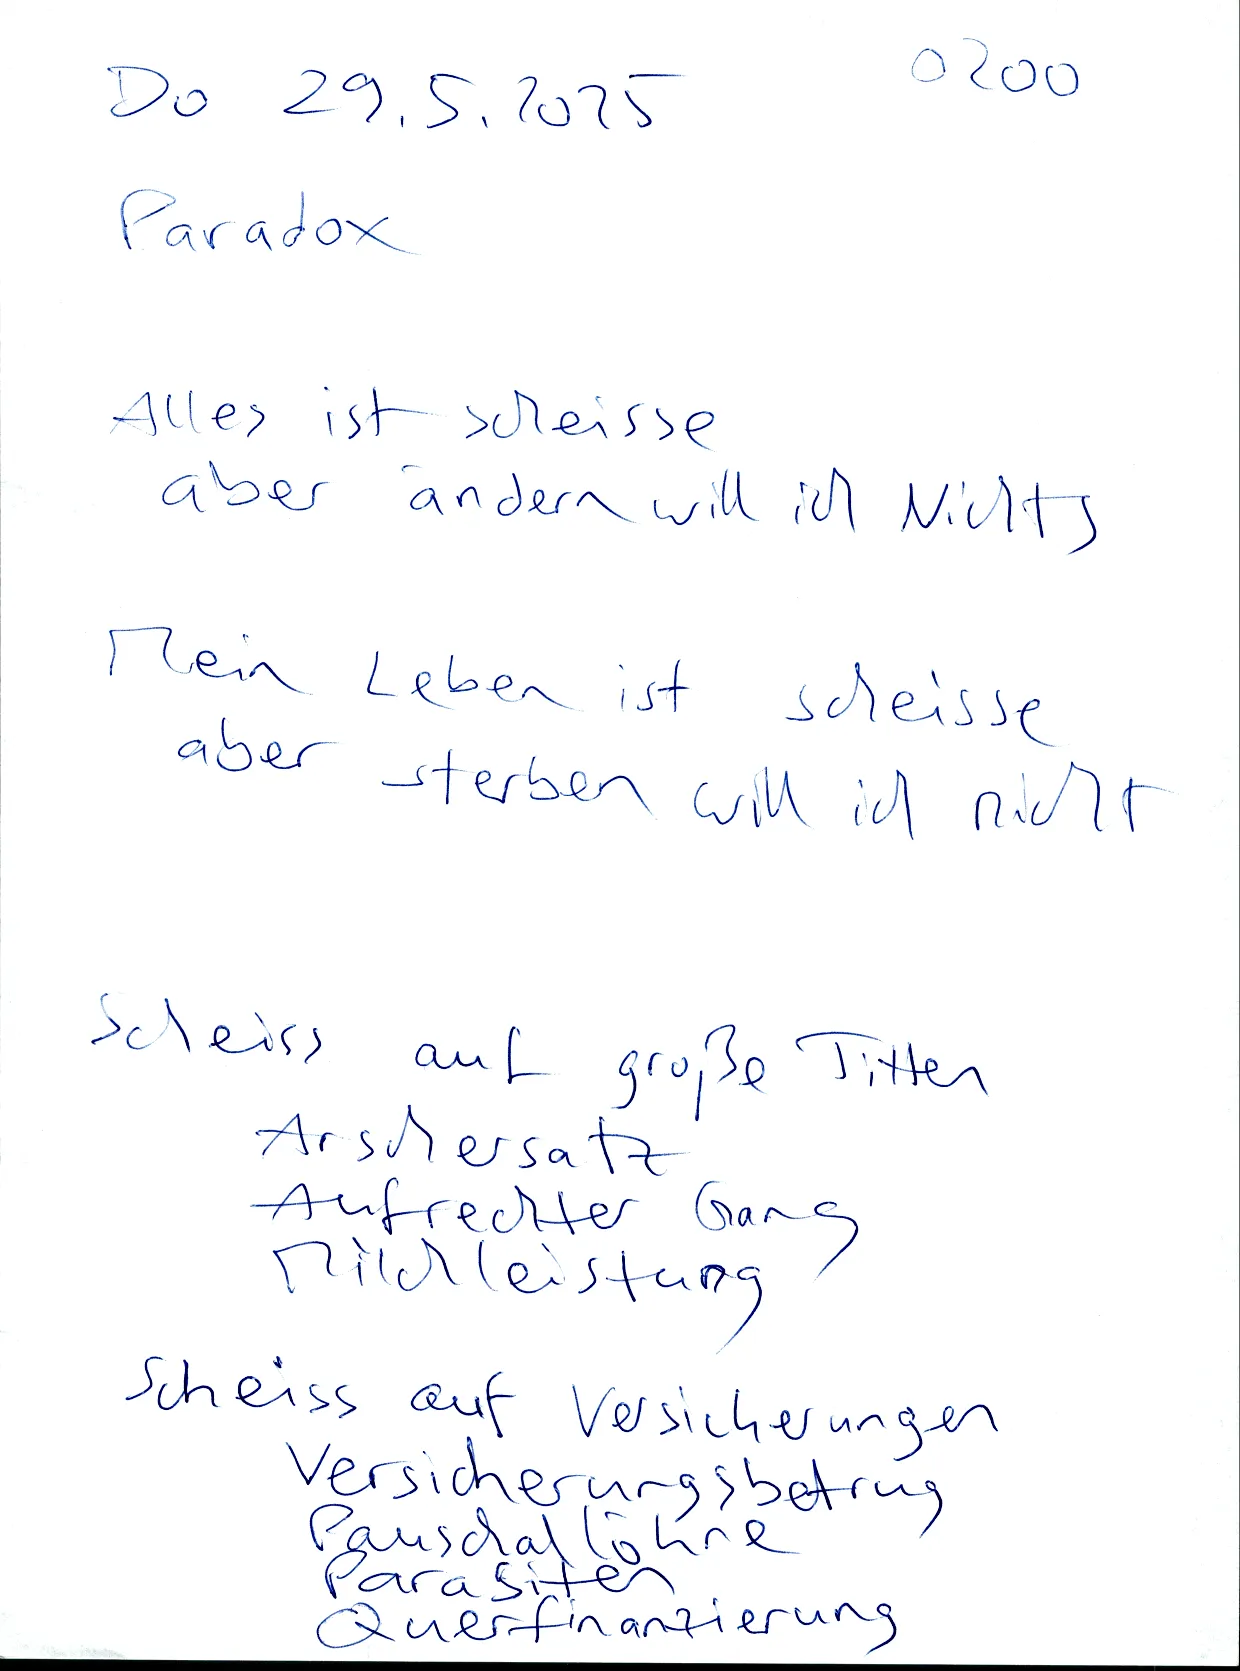 Do 29.5.2025 0200
Paradox
Alles ist scheisse
aber ändern will ich Nichts
Mein Leben ist scheisse
aber sterben will ich nicht
Scheiss auf große Titten
Arschersatz
Aufrechter Gang
Milchleistung
Scheiss auf Versicherungen
Versicherungsbetrug
Pauschallöhne
Parasiten
Querfinanzierung